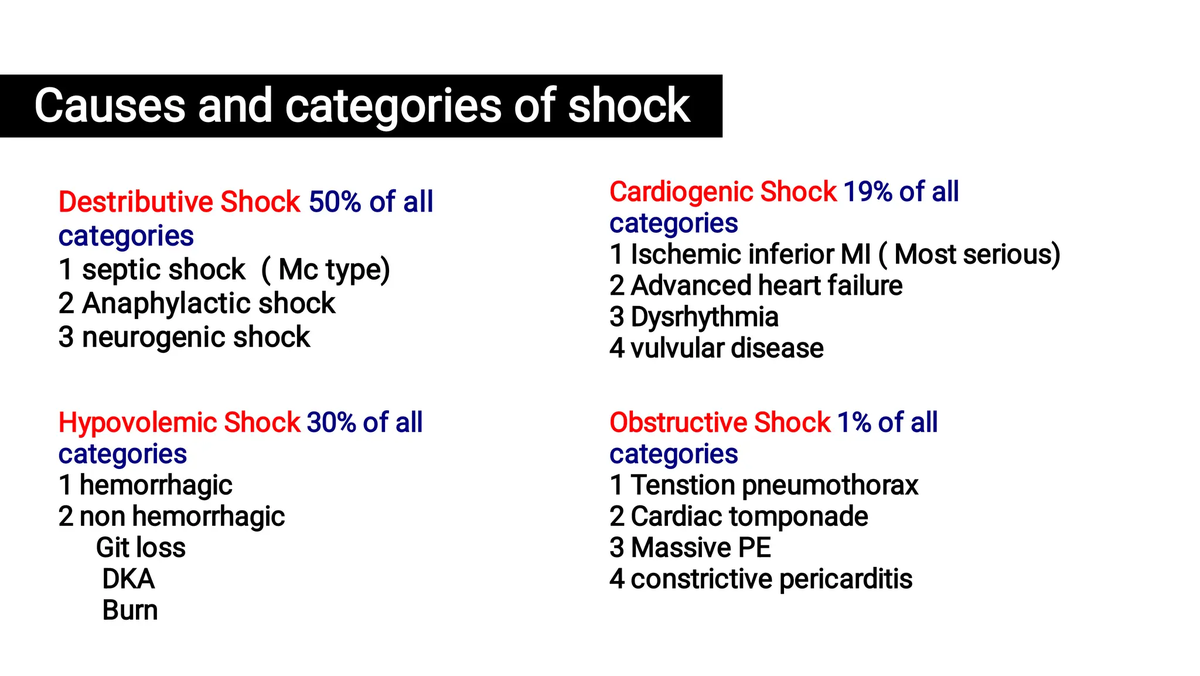 Causes and categories of shock
Destributive Shock 50% of all
categories
1 septic shock ( Mc type)
2 Anaphylactic shock
3 neurogenic shock
Hypovolemic Shock 30% of all
categories
1 hemorrhagic
2 non hemorrhagic
Git loss
DKA
Burn
Cardiogenic Shock 19% of all
categories
1 Ischemic inferior MI ( Most serious)
2 Advanced heart failure
3 Dysrhythmia
4 vulvular disease
Obstructive Shock 1% of all
categories
1 Tenstion pneumothorax
2 Cardiac tomponade
3 Massive PE
4 constrictive pericarditis